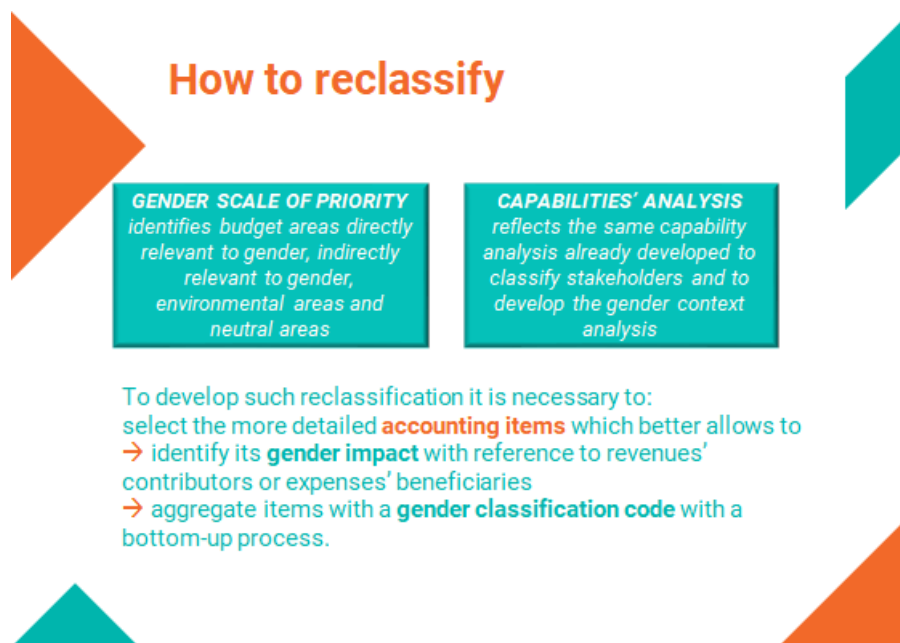 How to reclassify
GENDER SCALE OF PRIORITY
identifies budget areas directly
relevant to gender, indirectly
relevant to gender,
environmental areas and
neutral areas
CAPABILITIES’ ANALYSIS
reflects the same capability
analysis already developed to
classify stakeholders and to
develop the gender context
analysis
To develop such reclassification it is necessary to:
select the more detailed accounting items which better allows to
→ identify its gender impact with reference to revenues’
contributors or expenses’ beneficiaries
→ aggregate items with a gender classification code with a
bottom-up process.